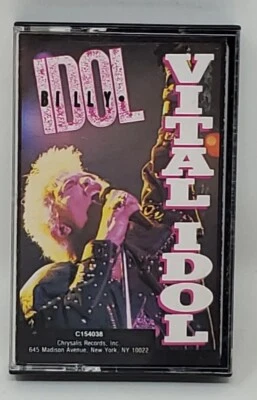 IDOL
BILLY.
VITAL IDOL
C154038
Chrysalis Records, Inc.
645 Madison Avenue, New York, NY 10022